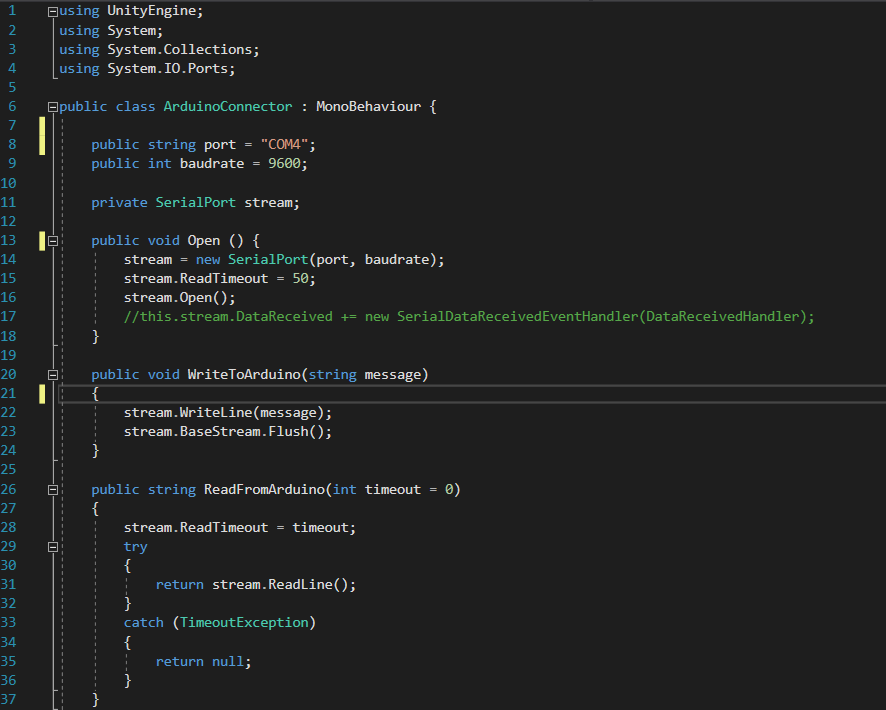 1 using UnityEngine;
2 using System;
3 using System.Collections;
4 using System.IO.Ports;
5
6 public class ArduinoConnector : MonoBehaviour {
7
8 public string port = "COM4";
9 public int baudrate = 9600;
10
11 private SerialPort stream;
12
13 public void Open () {
14 stream = new SerialPort(port, baudrate);
15 stream.ReadTimeout = 50;
16 stream.Open();
17 //this.stream.DataReceived += new SerialDataReceivedEventHandler(DataReceivedHandler);
18 }
19
20 public void WriteToArduino(string message)
21 {
22 stream.WriteLine(message);
23 stream.BaseStream.Flush();
24 }
25
26 public string ReadFromArduino(int timeout = 0)
27 {
28 stream.ReadTimeout = timeout;
29 try
30 {
31 return stream.ReadLine();
32 }
33 catch (TimeoutException)
34 {
35 return null;
36 }
37 }